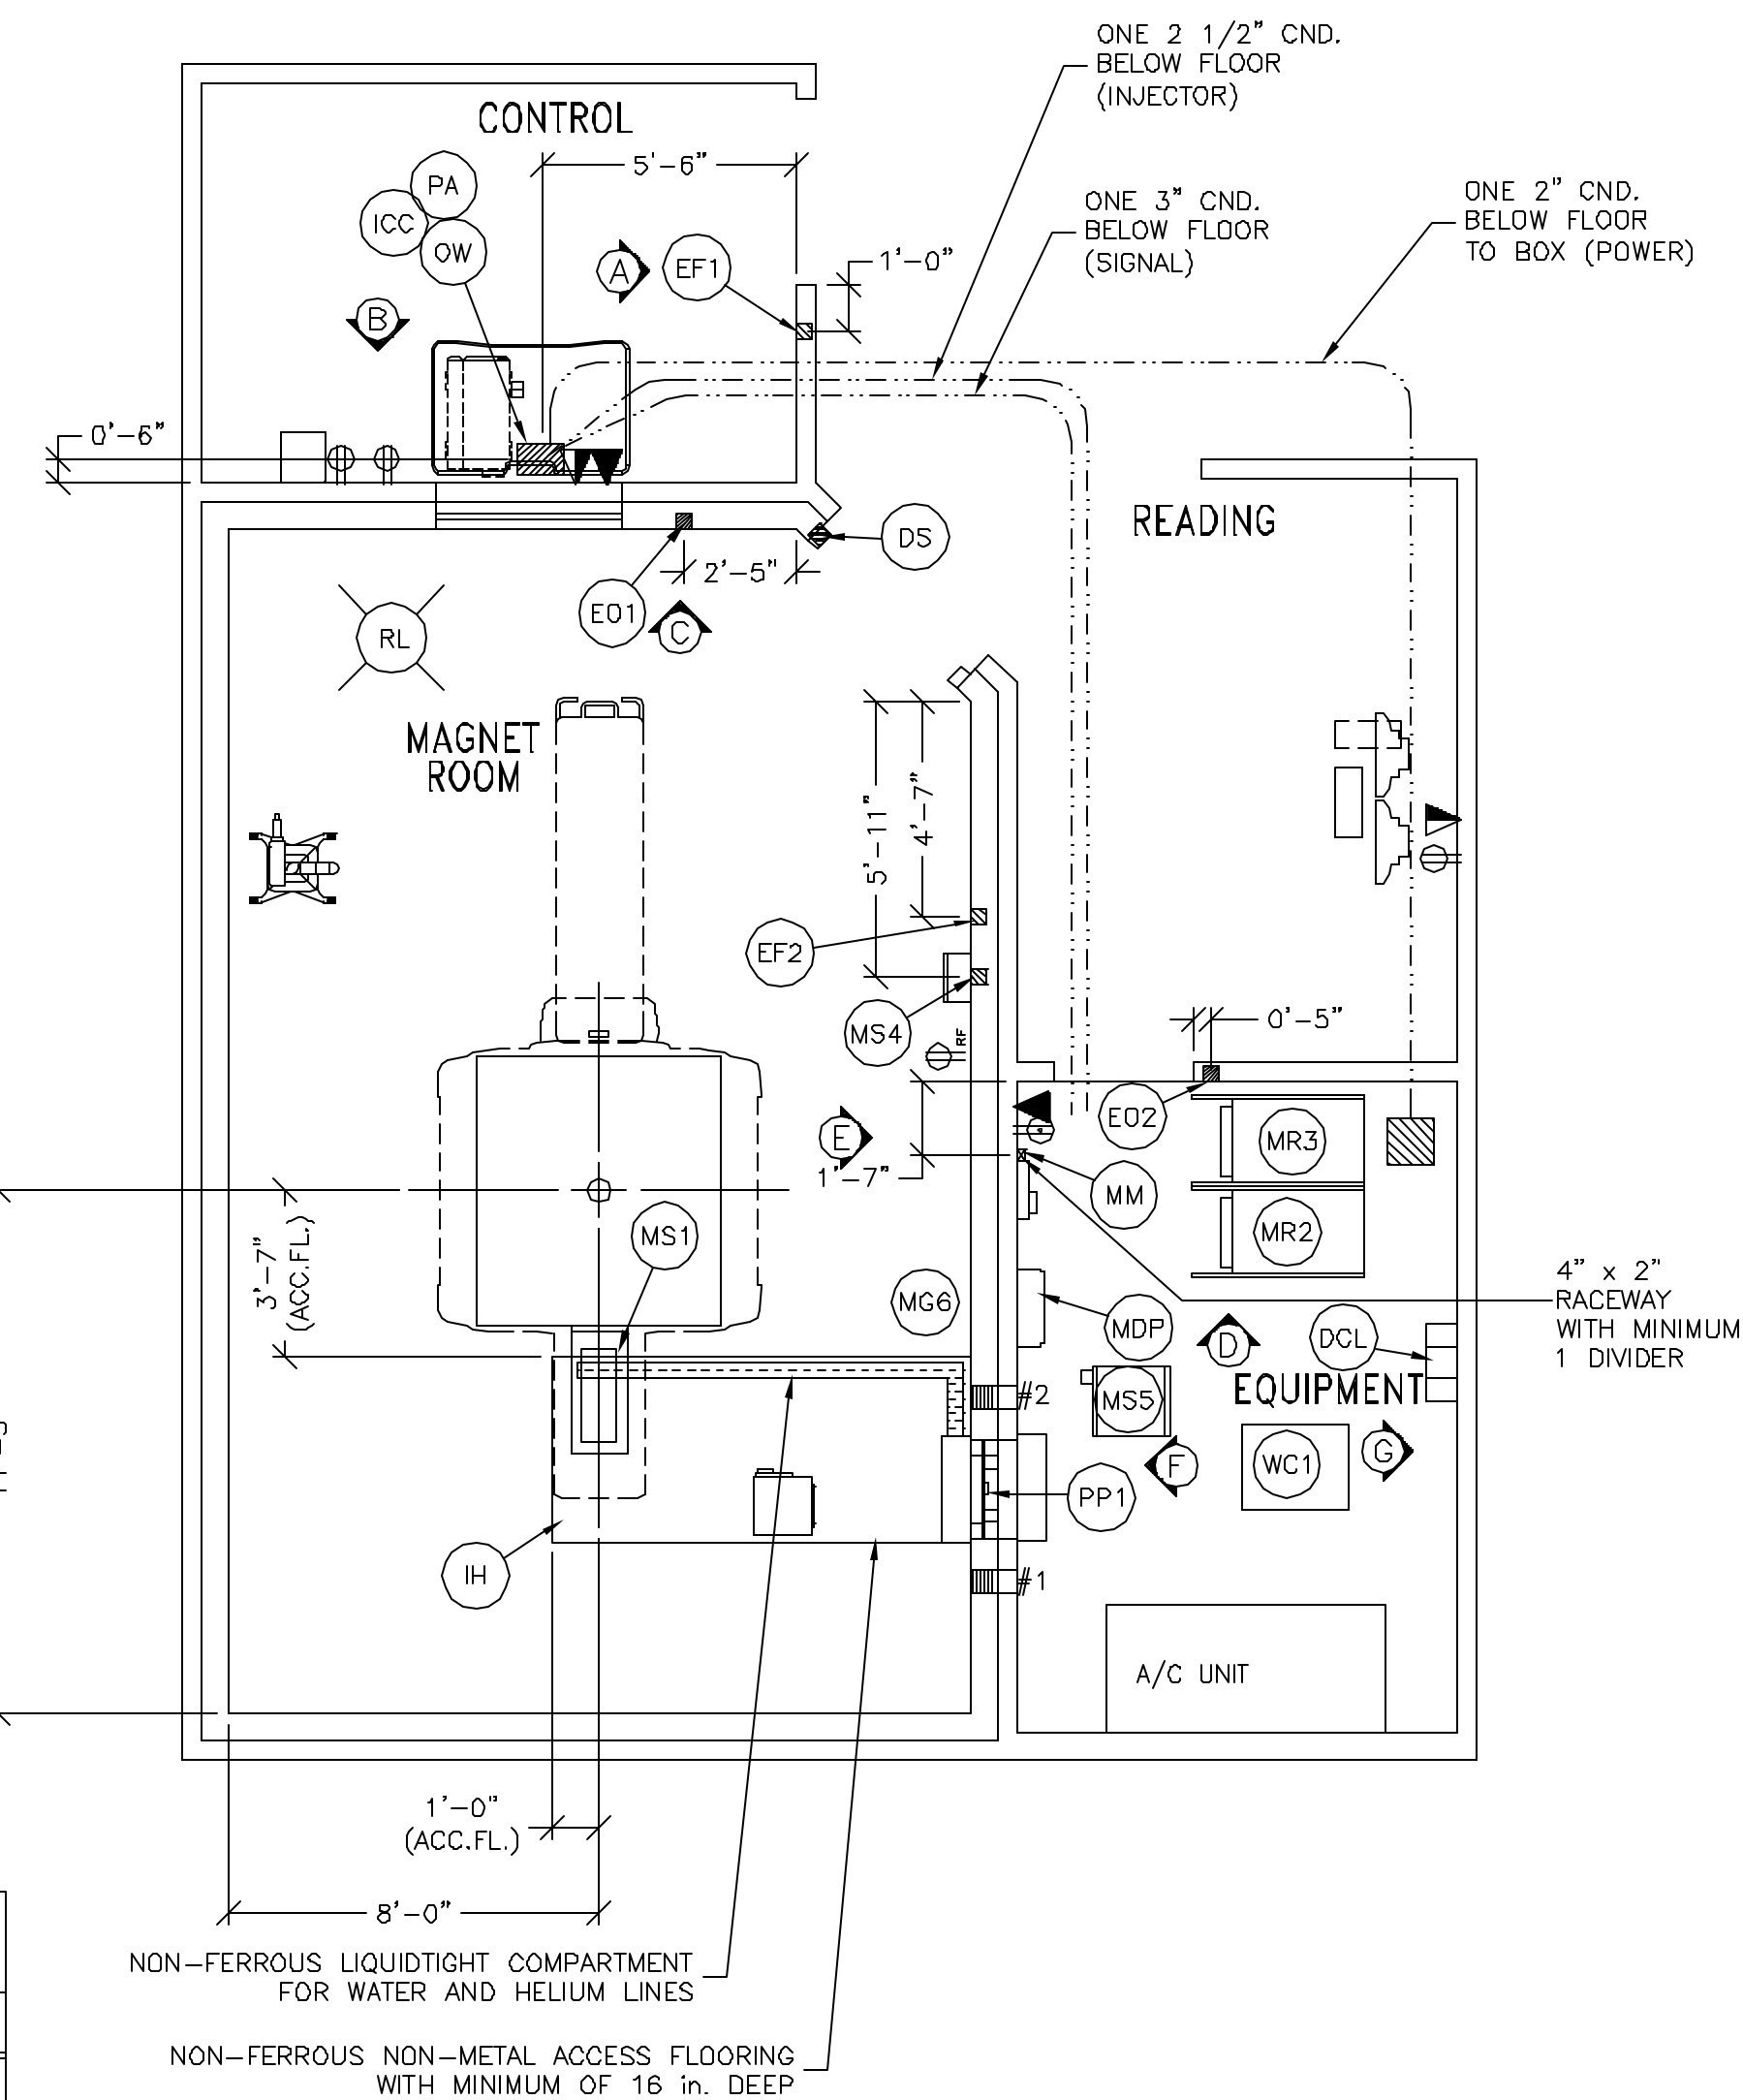 ONE 2 1/2" CND.
BELOW FLOOR
(INJECTOR)
CONTROL
5'-6"
PA
ICC
OW
ONE 3" CND.
BELOW FLOOR
(SIGNAL)
ONE 2" CND.
BELOW FLOOR
TO BOX (POWER)
A
EF1
1'-0"
B
0'-6"
READING
DS
2'-5"
EO1
C
RL
MAGNET
ROOM
5'-11"
4'-7"
EF2
MS4
RF
0'-5"
E
1'-7"
EO2
MR3
MM
MR2
MS1
3'-7"
(ACC.FL.)
MG6
MDP
D
DCL
4" x 2"
RACEWAY
WITH MINIMUM
1 DIVIDER
EQUIPMENT
#2
MS5
F
WC1
G
PP1
IH
#1
A/C UNIT
1'-0"
(ACC.FL.)
8'-0"
NON-FERROUS LIQUIDTIGHT COMPARTMENT
FOR WATER AND HELIUM LINES
NON-FERROUS NON-METAL ACCESS FLOORING
WITH MINIMUM OF 16 in. DEEP